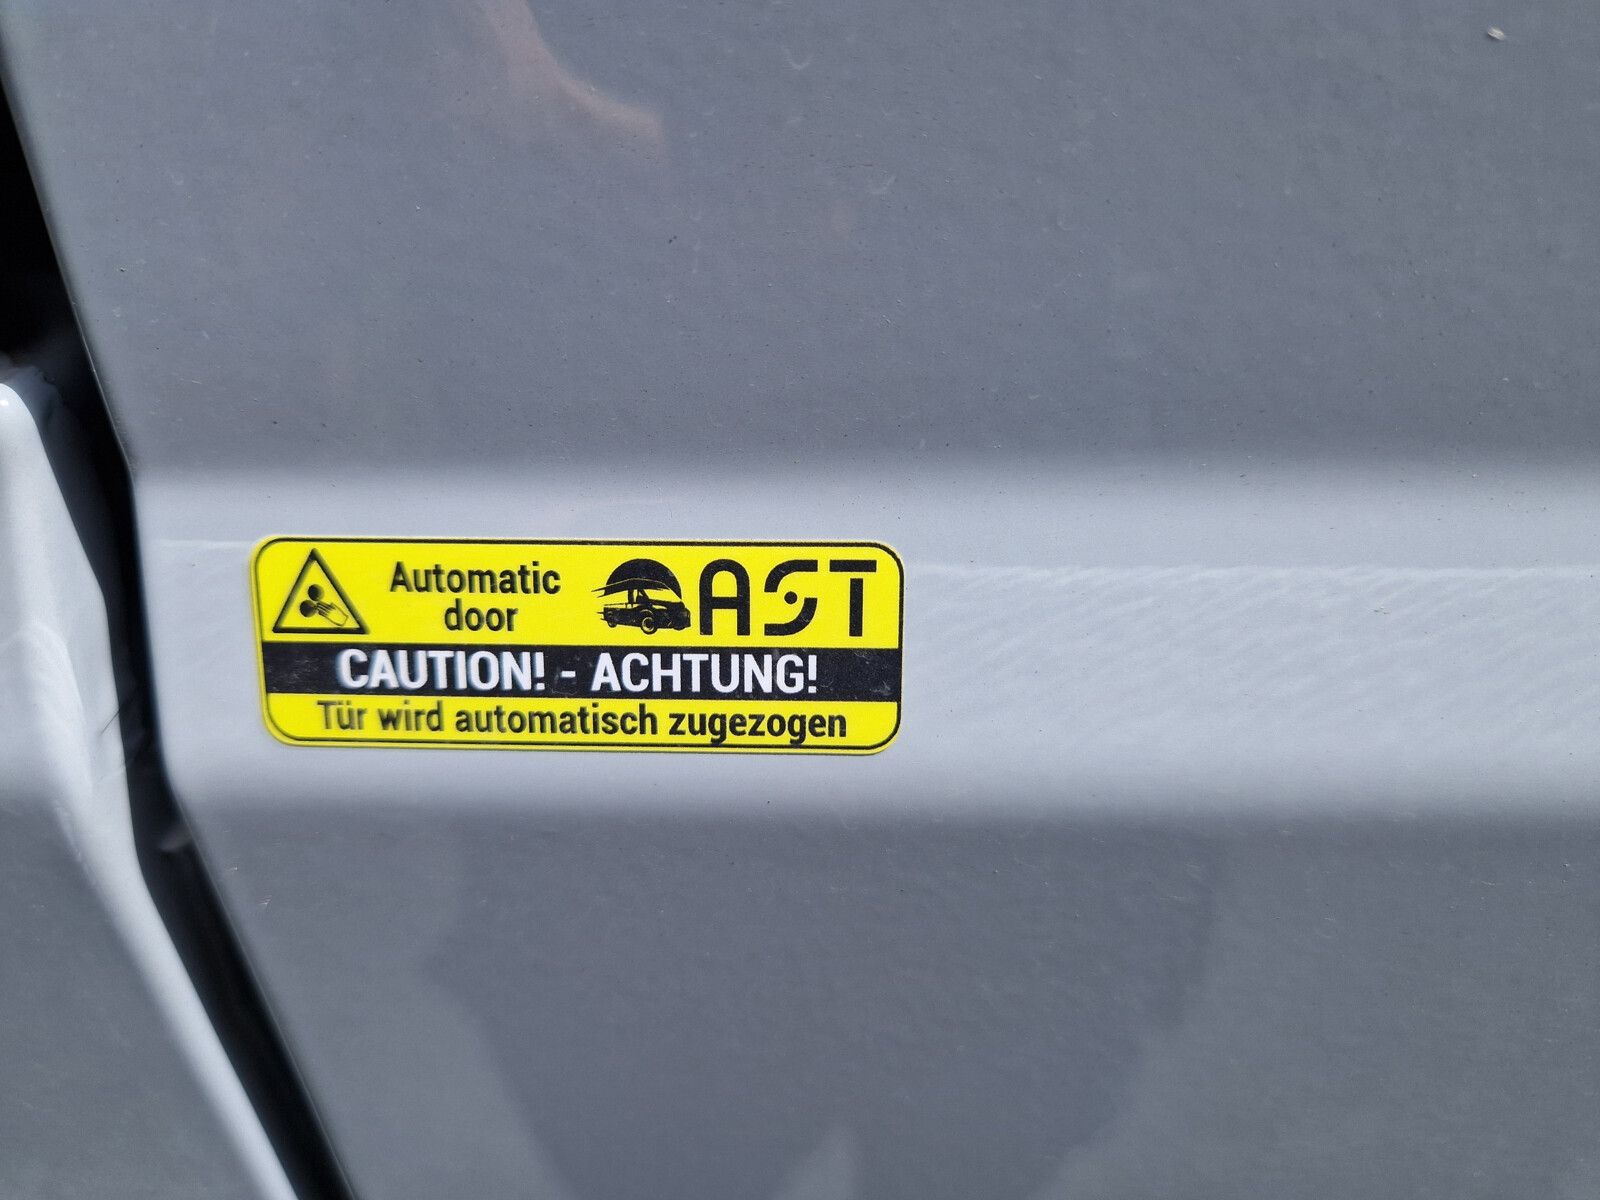 Automatic
door
AST
CAUTION! - ACHTUNG!
Tür wird automatisch zugezogen